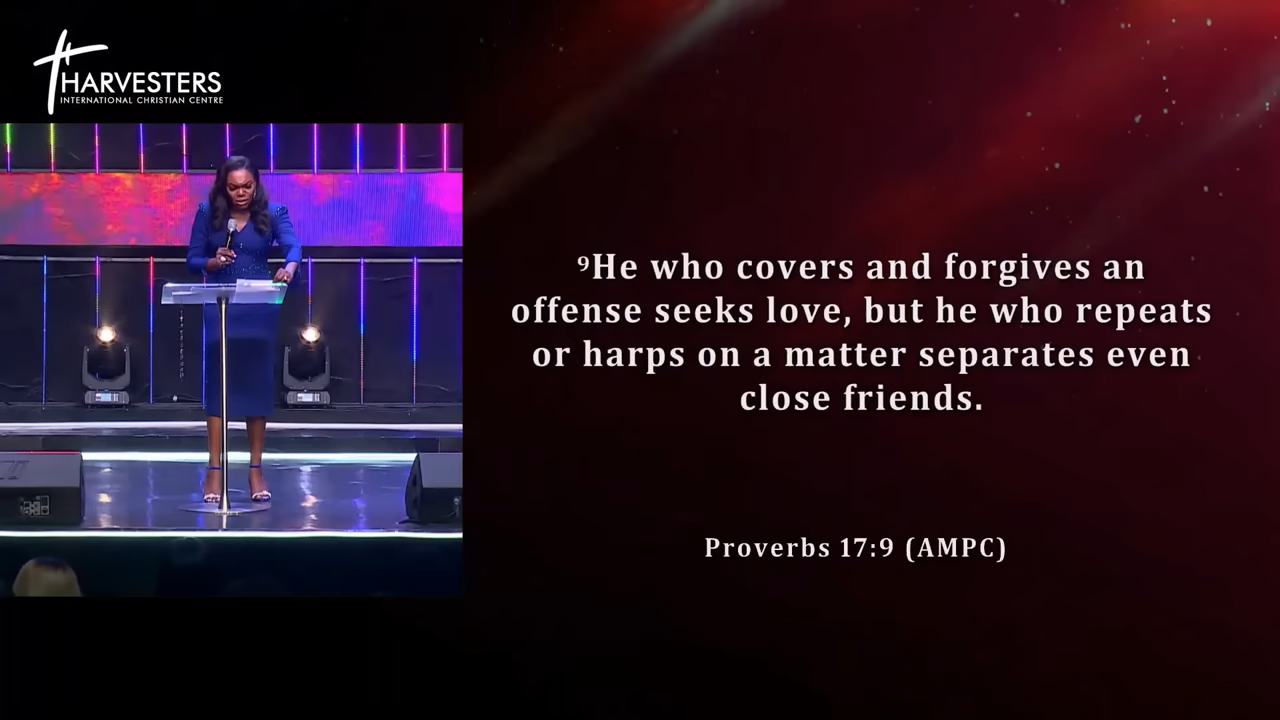 HARVESTERS
INTERNATIONAL CHRISTIAN CENTRE
⁹He who covers and forgives an
offense seeks love, but he who repeats
or harps on a matter separates even
close friends.
Proverbs 17:9 (AMPC)